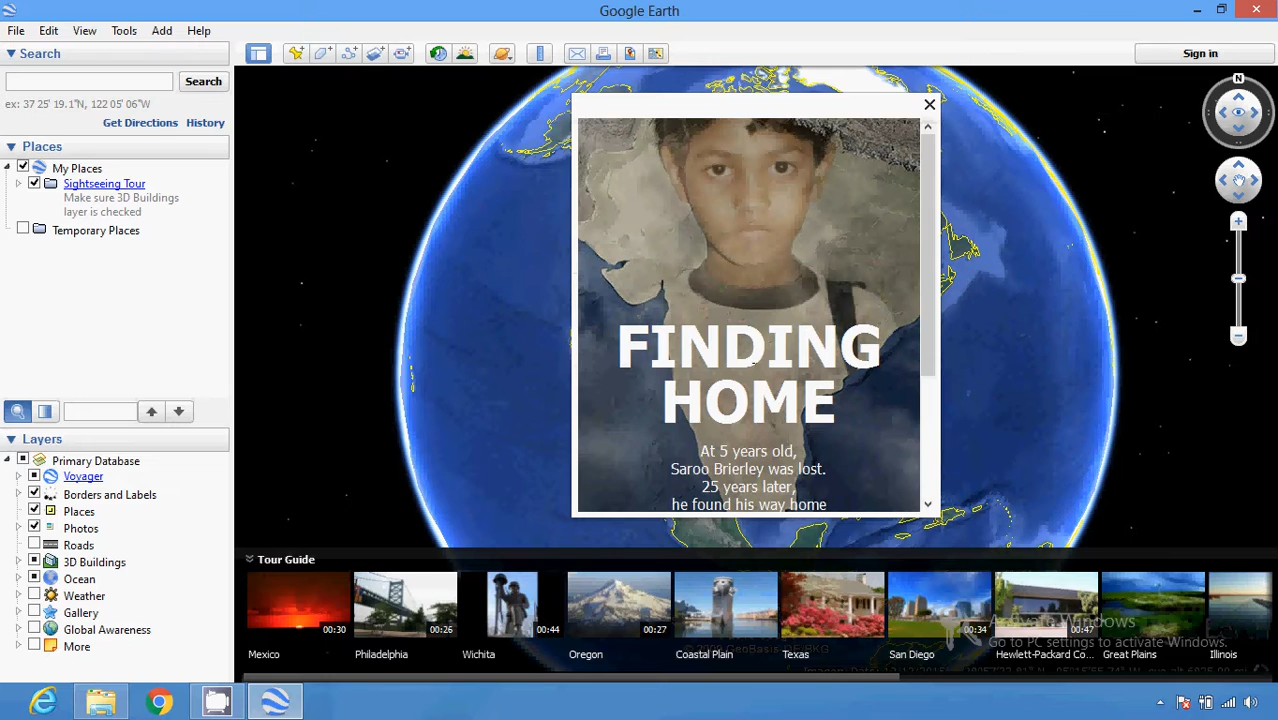 Google Earth
File Edit View Tools Add Help
Search
Search
ex: 37 25' 19.1"N, 122 05' 06"W
Get Directions History
Places
My Places
Sightseeing Tour
Make sure 3D Buildings
layer is checked
Temporary Places
Layers
Primary Database
Voyager
Borders and Labels
Places
Photos
Roads
3D Buildings
Ocean
Weather
Gallery
Global Awareness
More
Sign in
N
FINDING
HOME
At 5 years old,
Saroo Brierley was lost.
25 years later,
he found his way home
Tour Guide
00:30 00:26 00:44 00:27 00:34 00:47
Mexico Philadelphia Wichita Oregon Coastal Plain Texas San Diego Hewlett-Packard Co... Great Plains Illinois
Activate Windows
Go to PC settings to activate Windows.